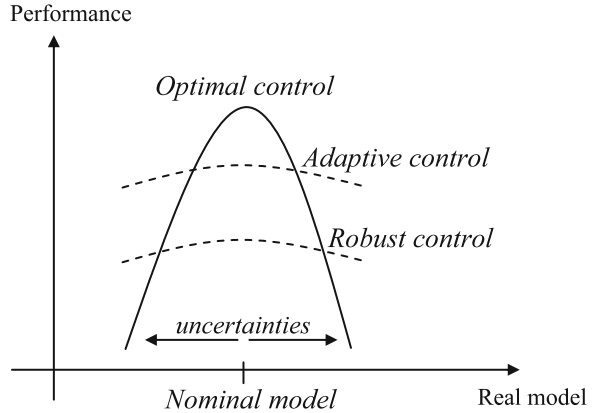 Performance
Optimal control
Adaptive control
Robust control
uncertainties
Nominal model
Real model